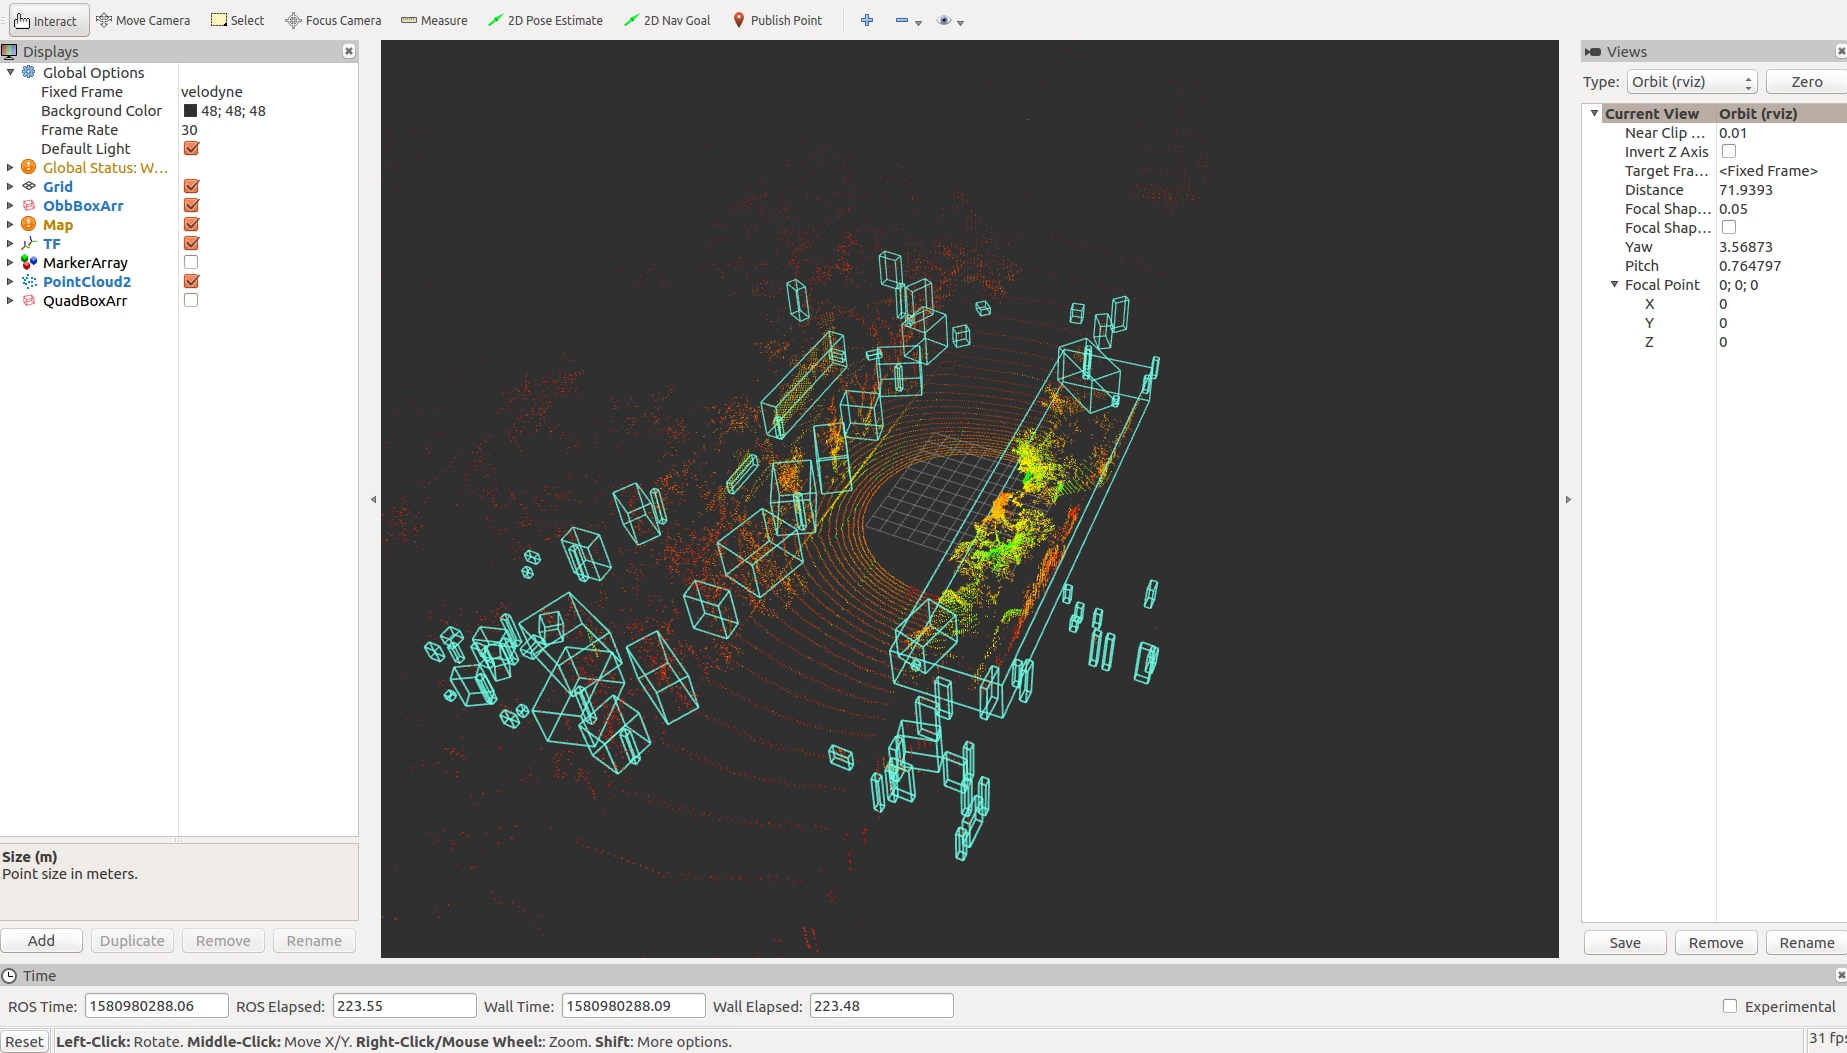 Interact Move Camera Select Focus Camera Measure 2D Pose Estimate 2D Nav Goal Publish Point
Displays
Global Options
Fixed Frame velodyne
Background Color 48; 48; 48
Frame Rate 30
Default Light
Global Status: W...
Grid
ObbBoxArr
Map
TF
MarkerArray
PointCloud2
QuadBoxArr
Size (m)
Point size in meters.
Add Duplicate Remove Rename
Views
Type: Orbit (rviz) Zero
Current View Orbit (rviz)
Near Clip ... 0.01
Invert Z Axis
Target Fra... <Fixed Frame>
Distance 71.9393
Focal Shap... 0.05
Focal Shap...
Yaw 3.56873
Pitch 0.764797
Focal Point 0; 0; 0
X 0
Y 0
Z 0
Save Remove Rename
Time
ROS Time: 1580980288.06 ROS Elapsed: 223.55 Wall Time: 1580980288.09 Wall Elapsed: 223.48 Experimental
Reset Left-Click: Rotate. Middle-Click: Move X/Y. Right-Click/Mouse Wheel:: Zoom. Shift: More options. 31 fps